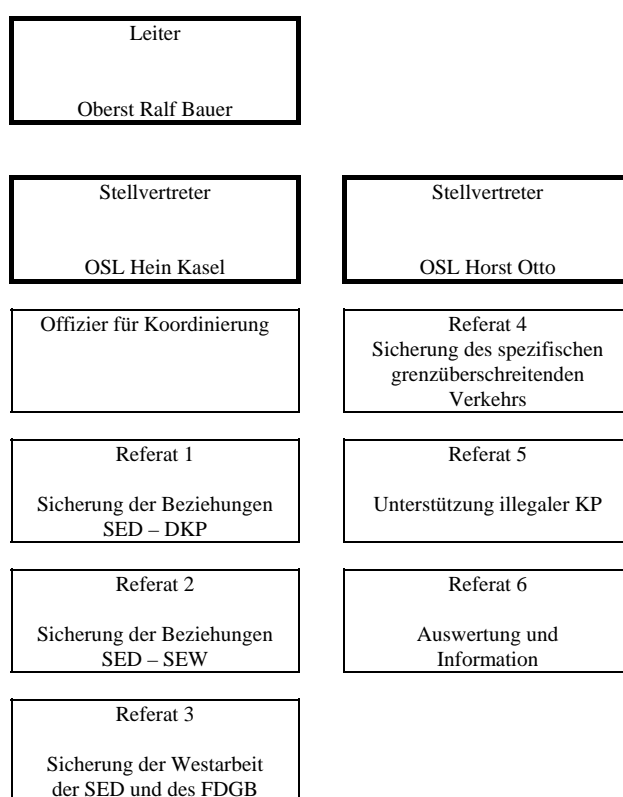 Leiter
Oberst Ralf Bauer
Stellvertreter
OSL Hein Kasel
Stellvertreter
OSL Horst Otto
Offizier für Koordinierung
Referat 4
Sicherung des spezifischen
grenzüberschreitenden
Verkehrs
Referat 1
Sicherung der Beziehungen
SED – DKP
Referat 5
Unterstützung illegaler KP
Referat 2
Sicherung der Beziehungen
SED – SEW
Referat 6
Auswertung und
Information
Referat 3
Sicherung der Westarbeit
der SED und des FDGB